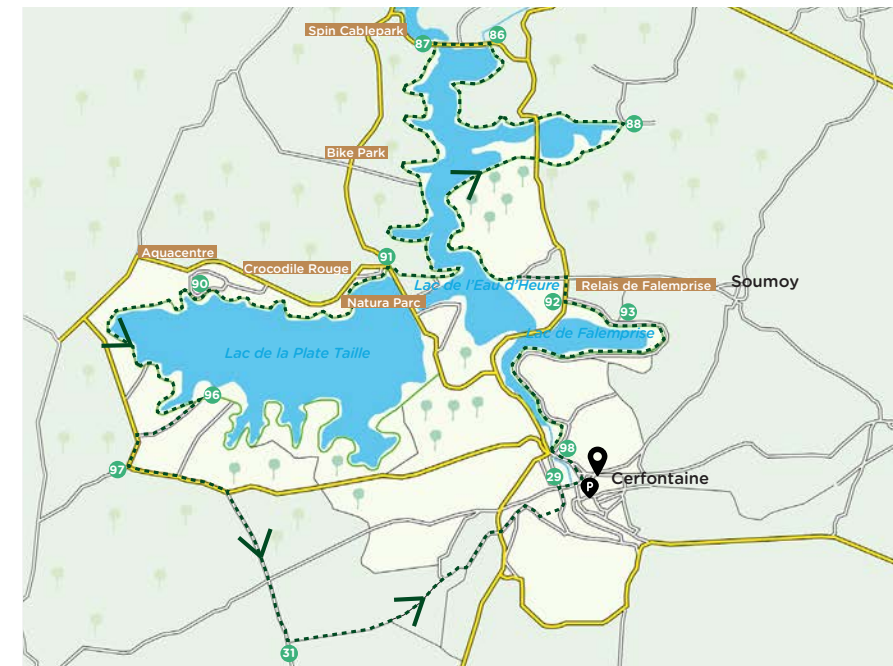 Spin Cablepark
86
87
88
Bike Park
Aquacentre
91
Crocodile Rouge
90
Lac de l'Eau d'Heure
Relais de Falemprise
Soumoy
Natura Parc
92
93
Lac de Falemprise
Lac de la Plate Taille
96
98
97
29
P
Cerfontaine
31